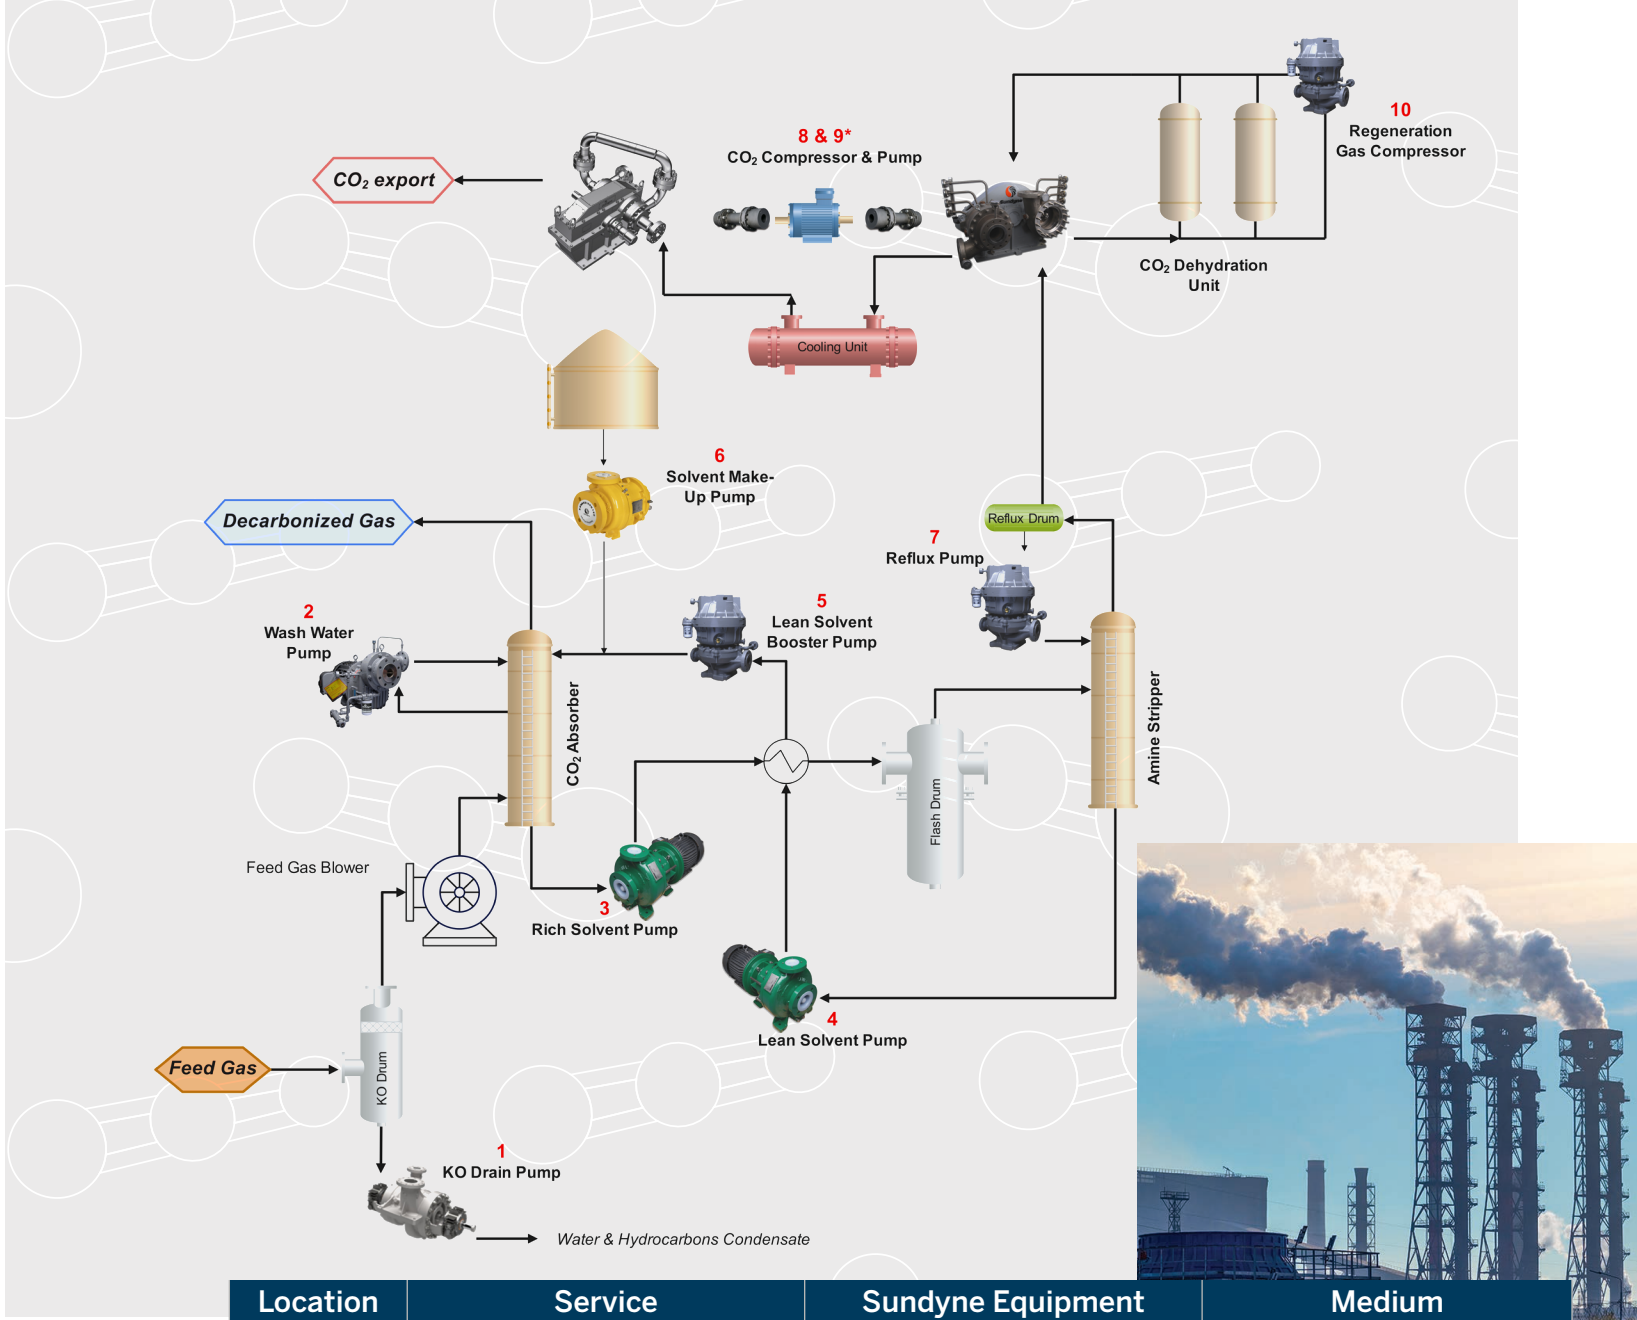 10
Regeneration
Gas Compressor
8 & 9*
CO₂ Compressor & Pump
CO₂ export
CO₂ Dehydration
Unit
Cooling Unit
6
Solvent Make-
Up Pump
Decarbonized Gas
Reflux Drum
7
Reflux Pump
2
Wash Water
Pump
5
Lean Solvent
Booster Pump
CO₂ Absorber
Amine Stripper
Flash Drum
Feed Gas Blower
3
Rich Solvent Pump
4
Lean Solvent Pump
Feed Gas
KO Drum
1
KO Drain Pump
Water & Hydrocarbons Condensate
Location Service Sundyne Equipment Medium